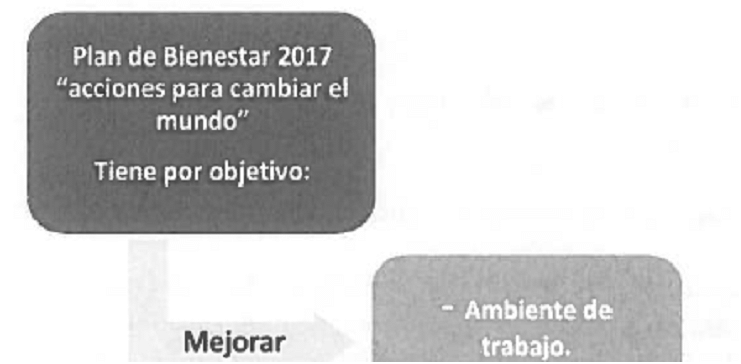 Plan de Bienestar 2017
"acciones para cambiar el
mundo"
Tiene por objetivo:
- Ambiente de
Mejorar
trabajo.